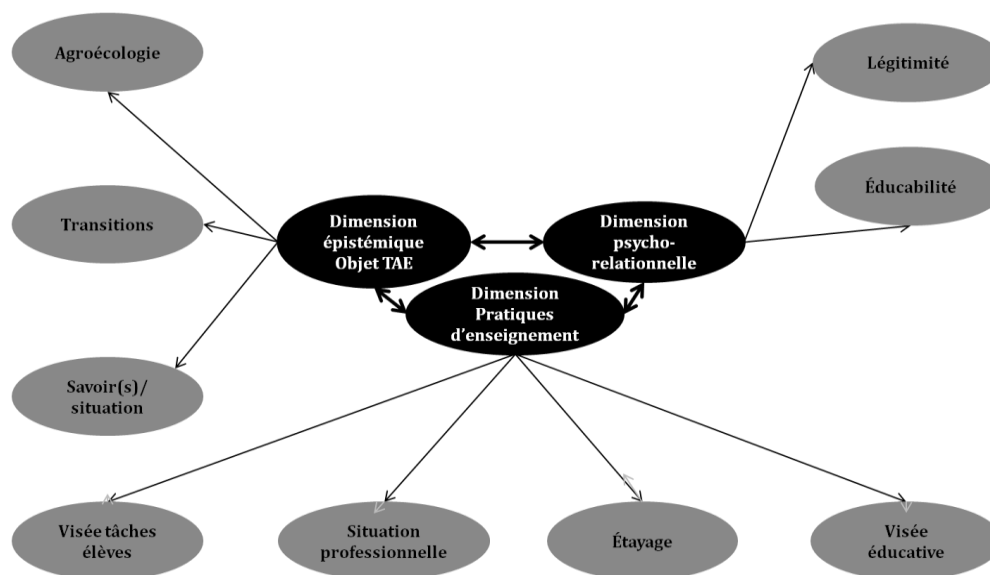 Agroécologie
Légitimité
Éducabilité
Transitions
Dimension
épistémique
Objet TAE
Dimension
psycho-
relationnelle
Dimension
Pratiques
d’enseignement
Savoir(s)/
situation
Visée tâches
élèves
Situation
professionnelle
Étayage
Visée
éducative